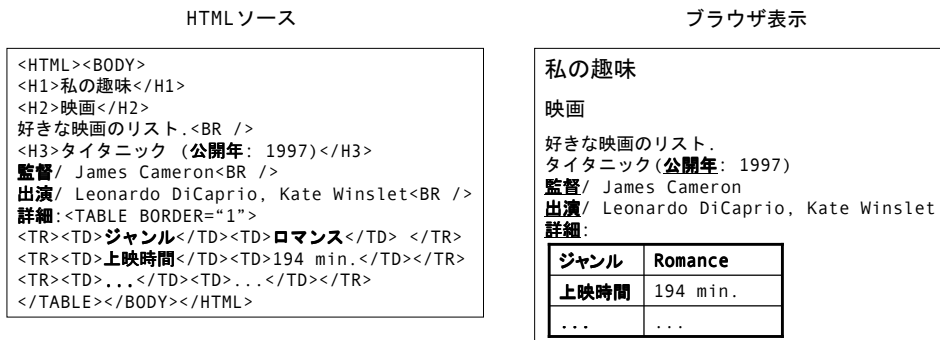 HTMLソース
<HTML><BODY>
<H1>私の趣味</H1>
<H2>映画</H2>
好きな映画のリスト.<BR />
<H3>タイタニック (公開年: 1997)</H3>
監督/ James Cameron<BR />
出演/ Leonardo DiCaprio, Kate Winslet<BR />
詳細:<TABLE BORDER=“1”>
<TR><TD>ジャンル</TD><TD>ロマンス</TD> </TR>
<TR><TD>上映時間</TD><TD>194 min.</TD></TR>
<TR><TD>...</TD><TD>...</TD></TR>
</TABLE></BODY></HTML>
ブラウザ表示
私の趣味
映画
好きな映画のリスト.
タイタニック(公開年: 1997)
監督/ James Cameron
出演/ Leonardo DiCaprio, Kate Winslet
詳細:
ジャンル Romance
上映時間 194 min.
... ...